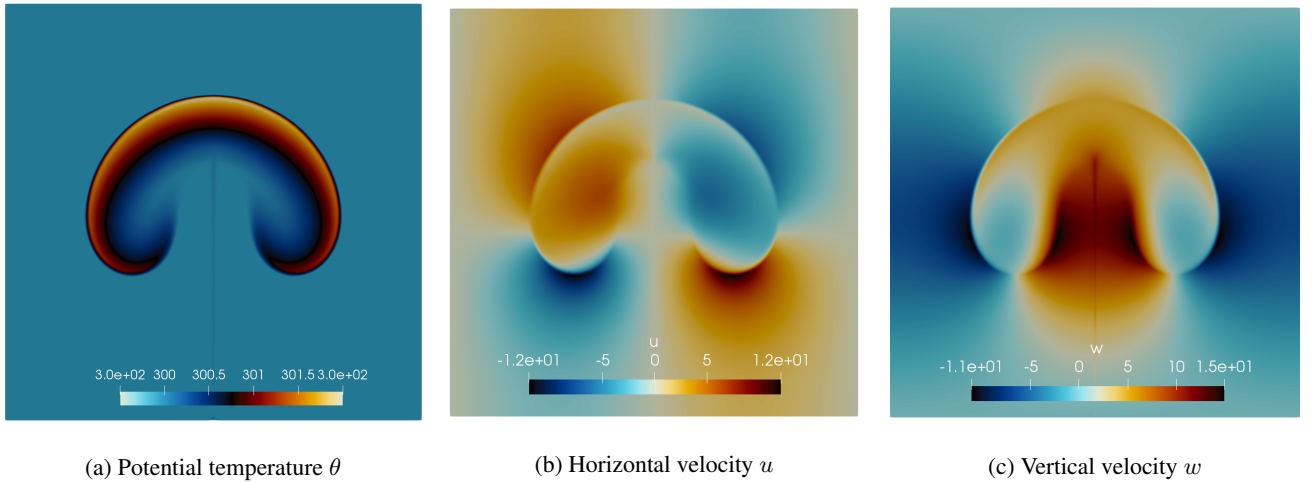 3.0e+02 300 300.5 301 301.5 3.0e+02
u
-1.2e+01 -5 0 5 1.2e+01
w
-1.1e+01 -5 0 5 10 1.5e+01
(a) Potential temperature θ
(b) Horizontal velocity u
(c) Vertical velocity w